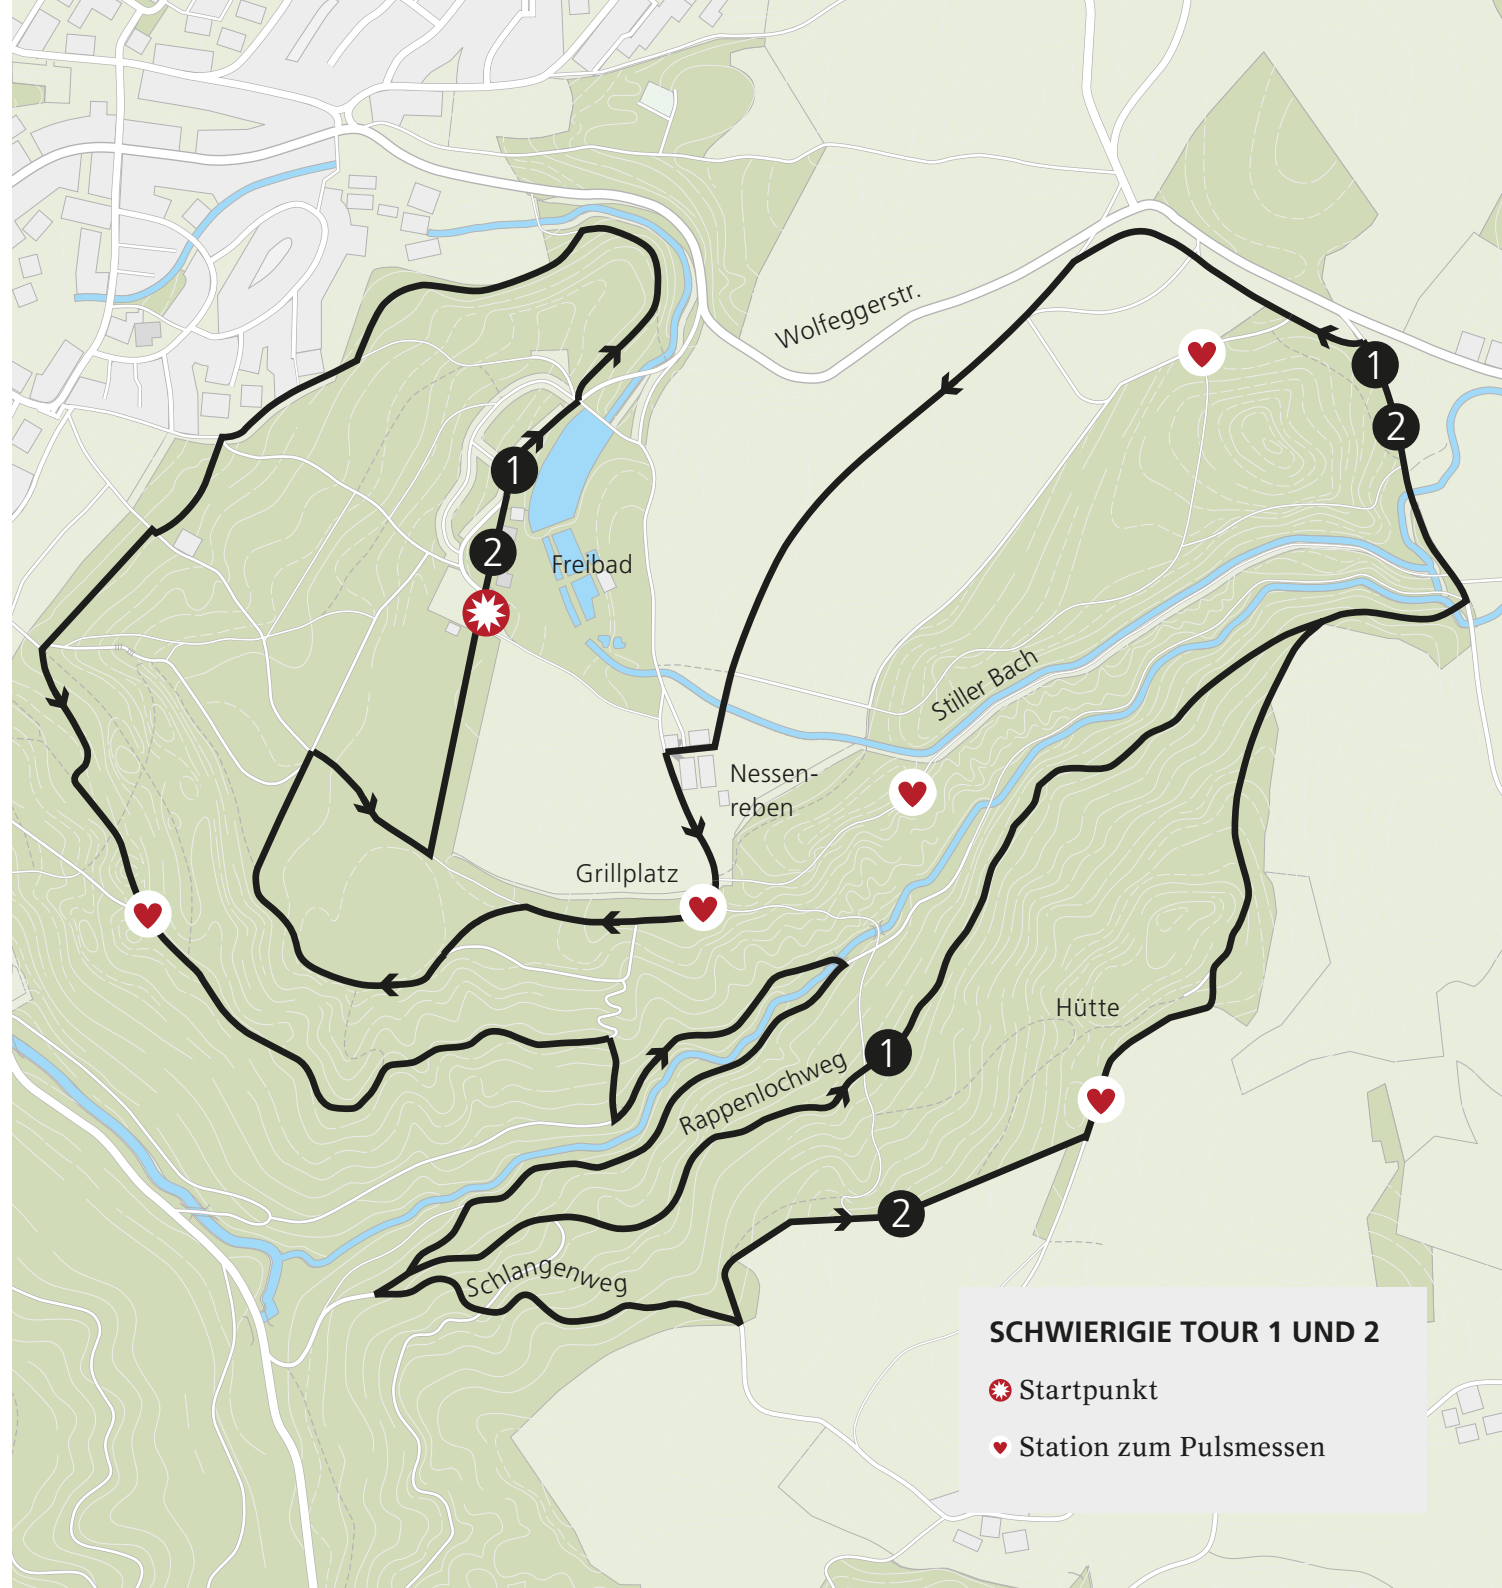 Wolfeggerstr.
1
2
1
2
Freibad
Stiller Bach
Nessen-
reben
Grillplatz
Hütte
1
Rappenlochweg
2
Schlangenweg
SCHWIERIGIE TOUR 1 UND 2
Startpunkt
Station zum Pulsmessen